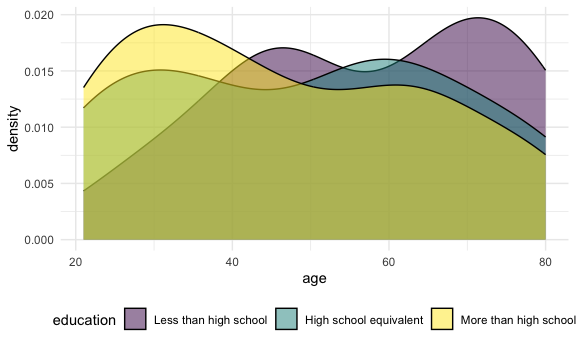 0.020
0.015
0.010
0.005
0.000
density
20 40 60 80
age
education Less than high school High school equivalent More than high school